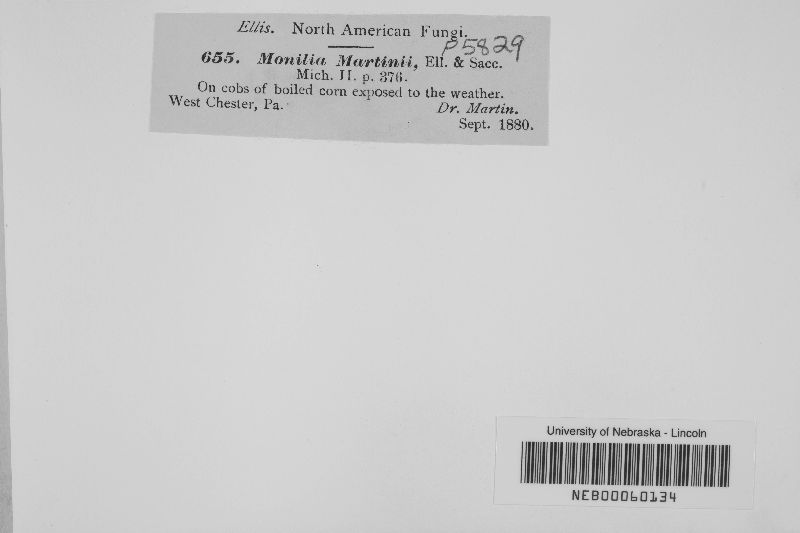 Ellis. North American Fungi.
p5829
655. Monilia Martinii, Ell. & Sacc.
Mich. II. p. 376.
On cobs of boiled corn exposed to the weather.
West Chester, Pa. Dr. Martin.
Sept. 1880.
University of Nebraska - Lincoln
NEB00060134